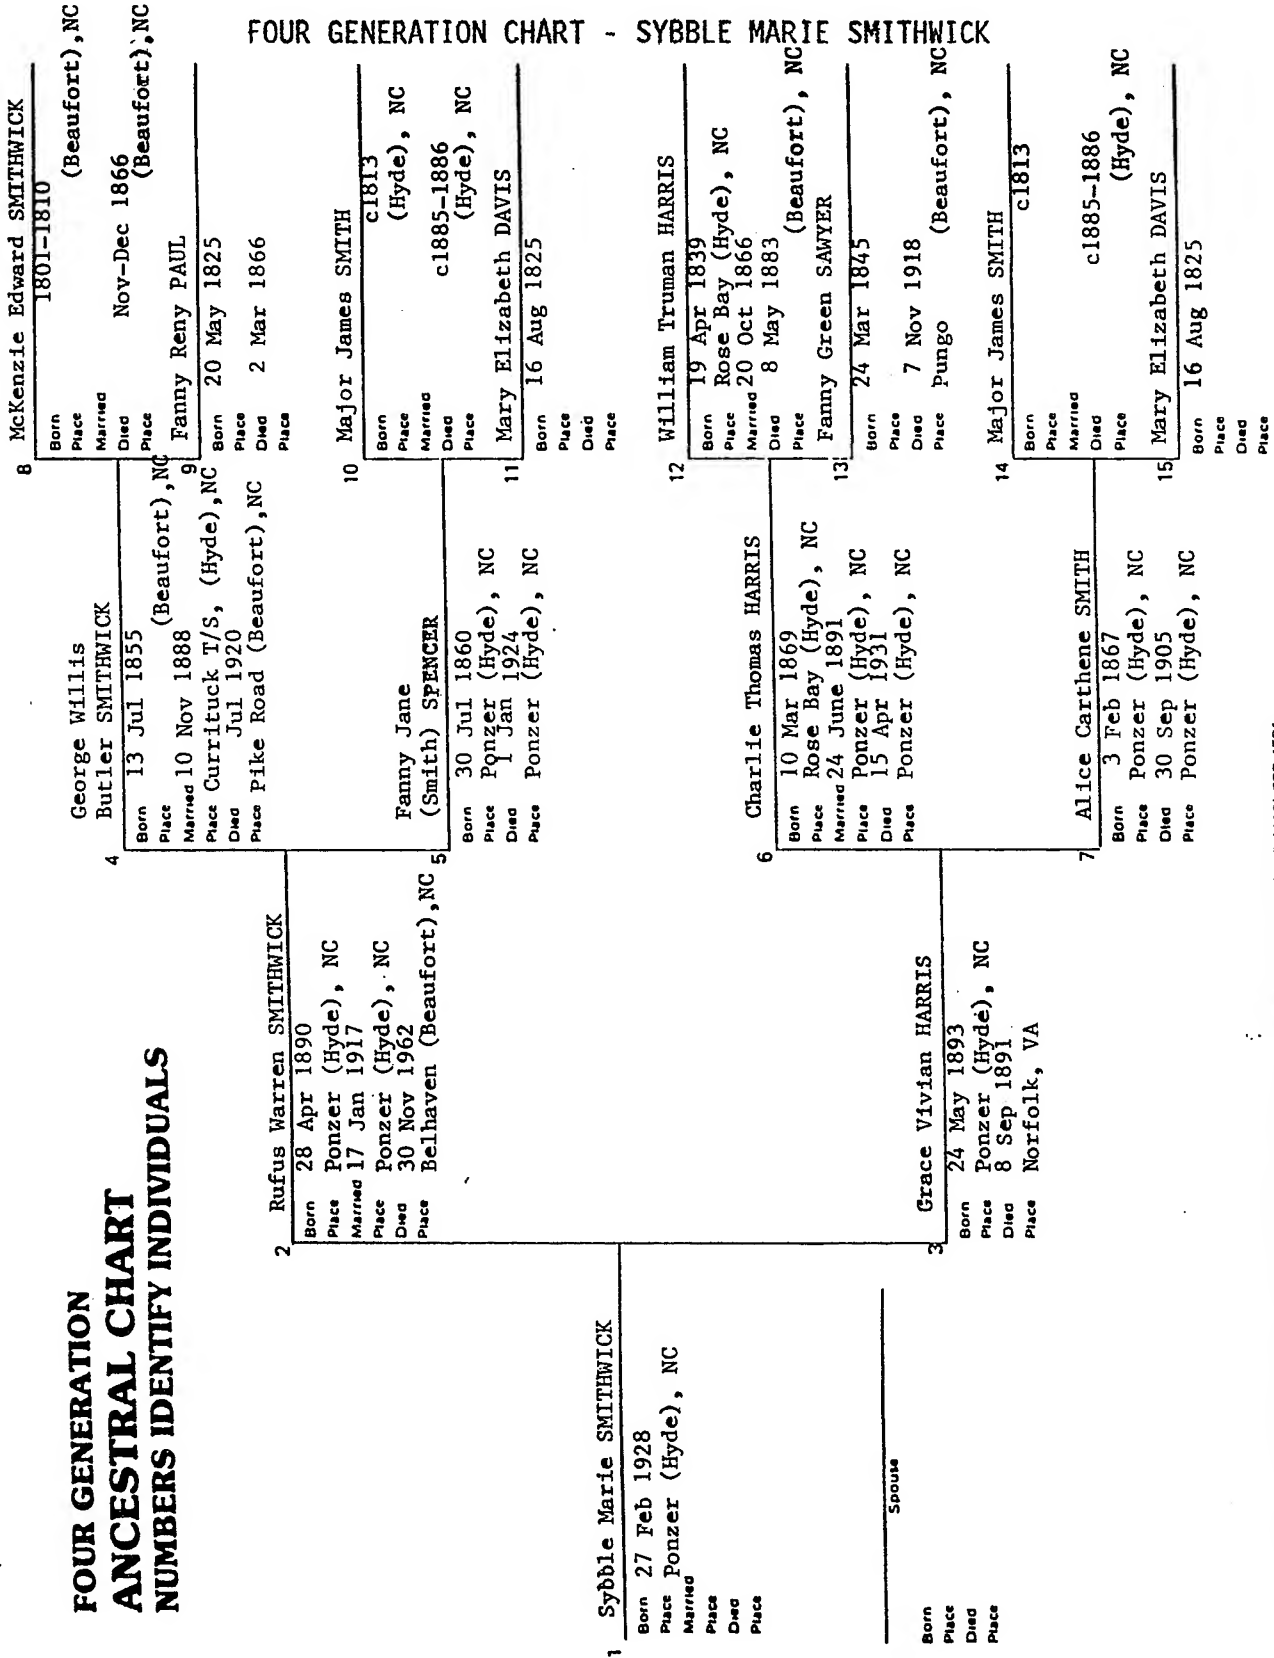 FOUR GENERATION CHART - SYBBLE MARIE SMITHWICK
FOUR GENERATION
ANCESTRAL CHART
NUMBERS IDENTIFY INDIVIDUALS
1 Sybble Marie SMITHWICK
Born 27 Feb 1928
Place Ponzer (Hyde), NC
Married
Place
Died
Place
Spouse
Born
Place
Died
Place
2 Rufus Warren SMITHWICK
Born 28 Apr 1890
Place Ponzer (Hyde), NC
Married 17 Jan 1917
Place Ponzer (Hyde), NC
Died 30 Nov 1962
Place Belhaven (Beaufort),NC
3 Grace Vivian HARRIS
Born 24 May 1893
Place Ponzer (Hyde), NC
Died 8 Sep 1891
Place Norfolk, VA
4 George Willis
Butler SMITHWICK
Born 13 Jul 1855
Place (Beaufort),NC
Married 10 Nov 1888
Place Currituck T/S, (Hyde),NC
Died Jul 1920
Place Pike Road (Beaufort),NC
5 Fanny Jane
(Smith) SPENCER
Born 30 Jul 1860
Place Ponzer (Hyde), NC
Died 1 Jan 1924
Place Ponzer (Hyde), NC
6 Charlie Thomas HARRIS
Born 10 Mar 1869
Place Rose Bay (Hyde), NC
Married 24 June 1891
Place Ponzer (Hyde), NC
Died 15 Apr 1931
Place Ponzer (Hyde), NC
7 Alice Carthene SMITH
Born 3 Feb 1867
Place Ponzer (Hyde), NC
Died 30 Sep 1905
Place Ponzer (Hyde), NC
8 McKenzie Edward SMITHWICK
Born 1801-1810
Place (Beaufort),NC
Married
Died Nov-Dec 1866
Place (Beaufort),NC
9 Fanny Reny PAUL
Born 20 May 1825
Place
Died 2 Mar 1866
Place
10 Major James SMITH
Born c1813
Place (Hyde), NC
Married
Died c1885-1886
Place (Hyde), NC
11 Mary Elizabeth DAVIS
Born 16 Aug 1825
Place
Died
Place
12 William Truman HARRIS
Born 19 Apr 1839
Place Rose Bay (Hyde), NC
Married 20 Oct 1866
Died 8 May 1883
Place (Beaufort), NC
13 Fanny Green SAWYER
Born 24 Mar 1845
Place
Died 7 Nov 1918
Place Pungo (Beaufort), NC
14 Major James SMITH
Born c1813
Place
Married
Died c1885-1886
Place (Hyde), NC
15 Mary Elizabeth DAVIS
Born 16 Aug 1825
Place
Died
Place